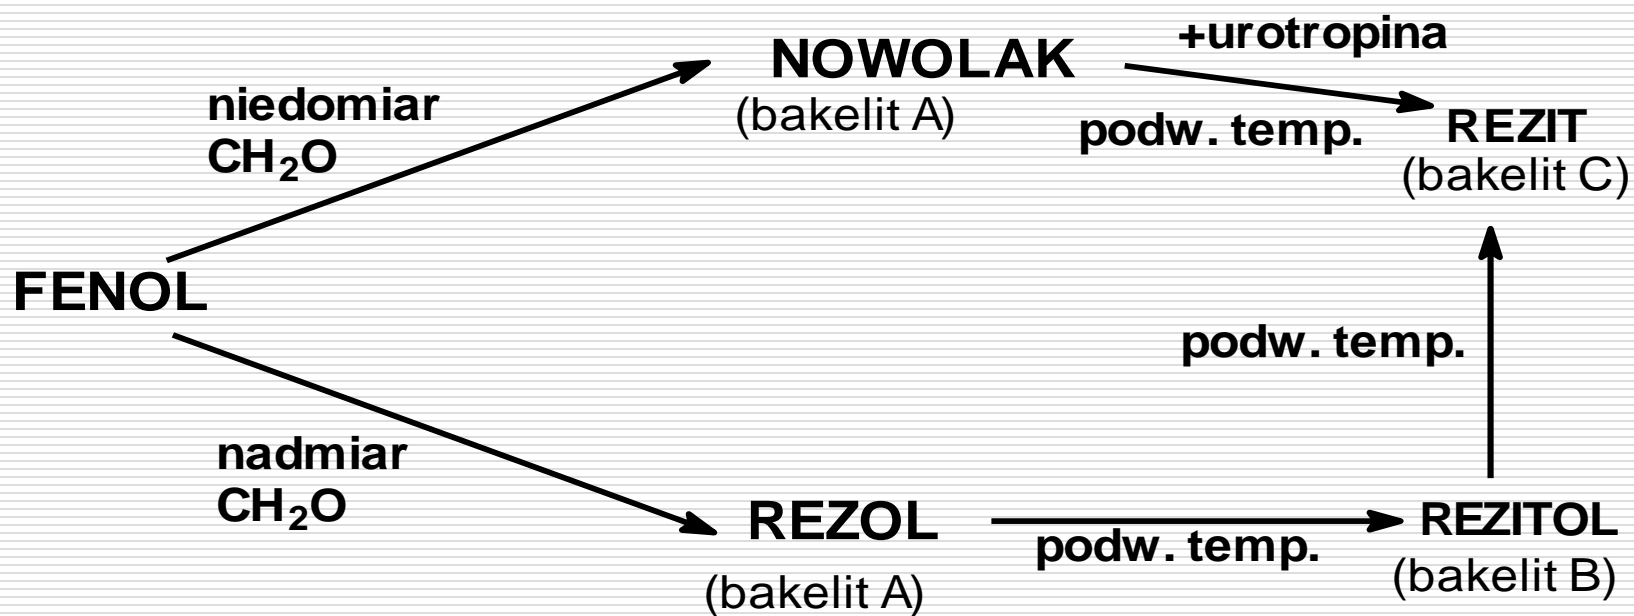 +urotropina
NOWOLAK
(bakelit A)
niedomiar
CH₂O
podw. temp.
REZIT
(bakelit C)
FENOL
podw. temp.
nadmiar
CH₂O
REZOL
(bakelit A)
podw. temp.
REZITOL
(bakelit B)